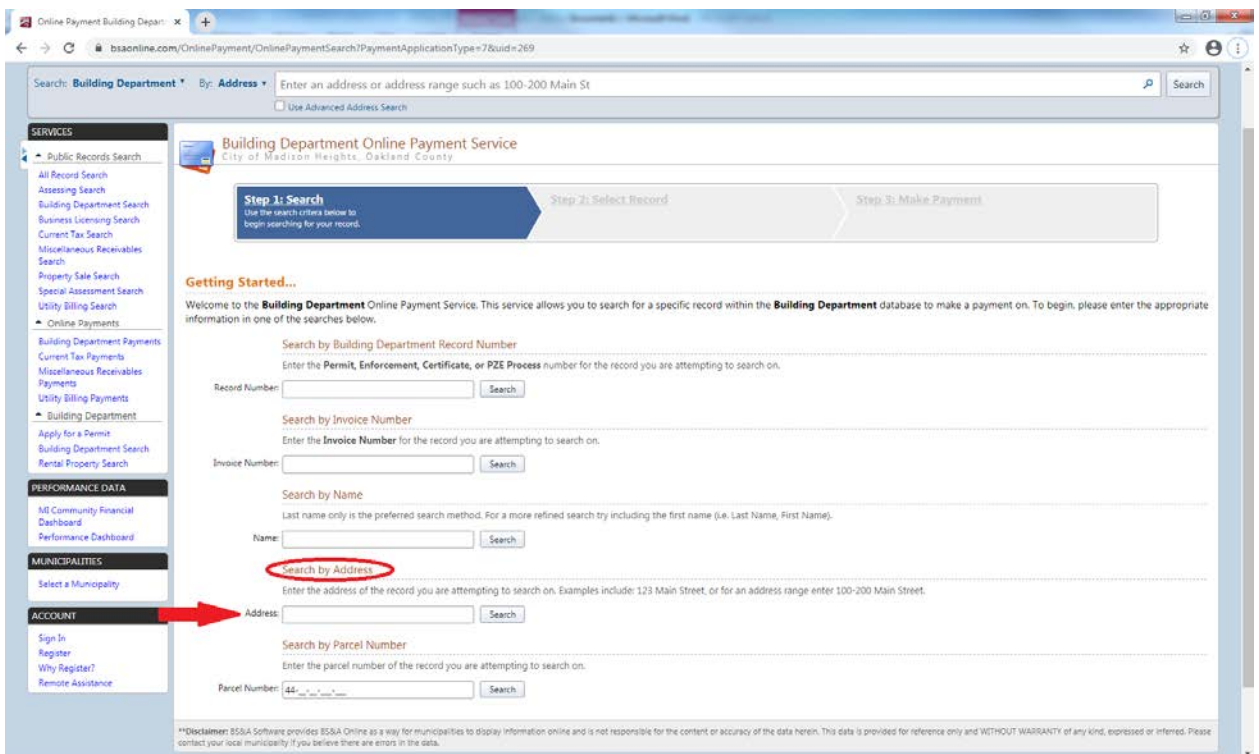 Online Payment Building Depart
bsaonline.com/OnlinePayment/OnlinePaymentSearch?PaymentApplicationType=7&uid=269
Search: Building Department By: Address Enter an address or address range such as 100-200 Main St Search
Use Advanced Address Search
SERVICES
Public Records Search
All Record Search
Assessing Search
Building Department Search
Business Licensing Search
Current Tax Search
Miscellaneous Receivables
Search
Property Sale Search
Special Assessment Search
Utility Billing Search
Online Payments
Building Department Payments
Current Tax Payments
Miscellaneous Receivables
Payments
Utility Billing Payments
Building Department
Apply for a Permit
Building Department Search
Rental Property Search
PERFORMANCE DATA
MI Community Financial
Dashboard
Performance Dashboard
MUNICIPALITIES
Select a Municipality
ACCOUNT
Sign In
Register
Why Register?
Remote Assistance
Building Department Online Payment Service
City of Madison Heights, Oakland County
Step 1: Search
Use the search critera below to
begin searching for your record.
Step 2: Select Record
Step 3: Make Payment
Getting Started...
Welcome to the Building Department Online Payment Service. This service allows you to search for a specific record within the Building Department database to make a payment on. To begin, please enter the appropriate
information in one of the searches below.
Search by Building Department Record Number
Enter the Permit, Enforcement, Certificate, or PZE Process number for the record you are attempting to search on.
Record Number: Search
Search by Invoice Number
Enter the Invoice Number for the record you are attempting to search on.
Invoice Number: Search
Search by Name
Last name only is the preferred search method. For a more refined search try including the first name (i.e. Last Name, First Name).
Name: Search
Search by Address
Enter the address of the record you are attempting to search on. Examples include: 123 Main Street, or for an address range enter 100-200 Main Street.
Address: Search
Search by Parcel Number
Enter the parcel number of the record you are attempting to search on.
Parcel Number: 44-__-__-___-___ Search
**Disclaimer: BS&A Software provides BS&A Online as a way for municipalities to display information online and is not responsible for the content or accuracy of the data herein. This data is provided for reference only and WITHOUT WARRANTY of any kind, expressed or inferred. Please
contact your local municipality if you believe there are errors in the data.